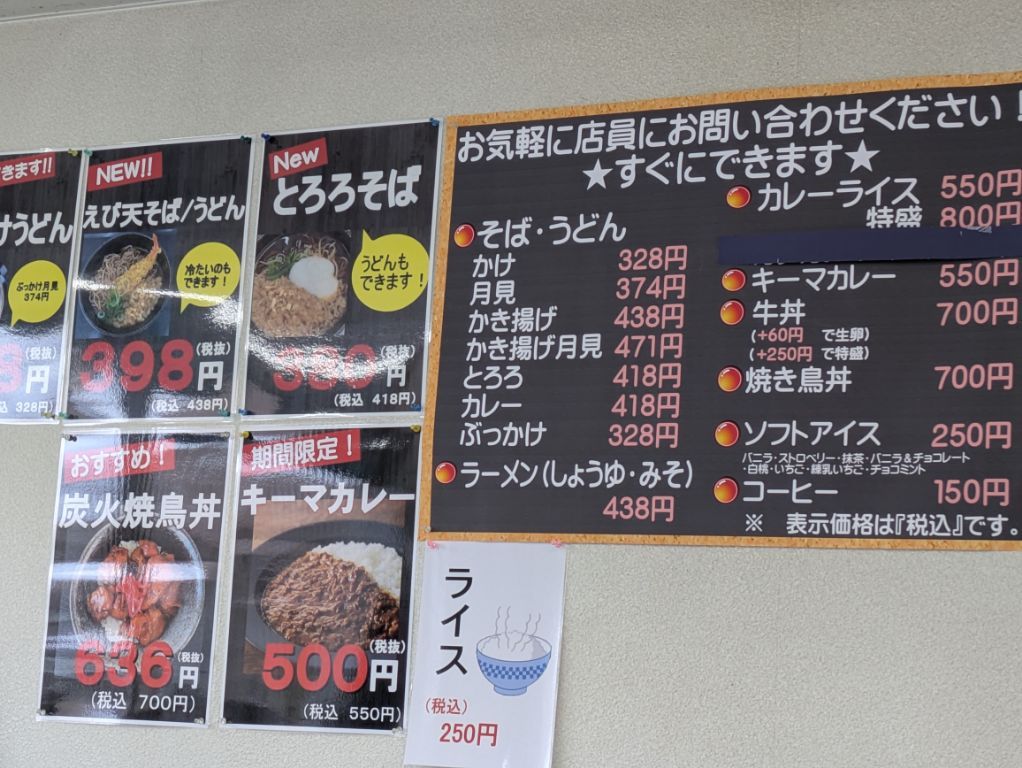 きます!!
けうどん
ぶっかけ月見
374円
(税抜)
8円
税込 328円)
NEW!!
えび天そば/うどん
冷たいのも
できます!
398円(税抜)
(税込 438円)
New
とろろそば
うどんも
できます!
380円(税抜)
(税込 418円)
おすすめ!
炭火焼鳥丼
636円(税抜)
(税込 700円)
期間限定!
キーマカレー
500円(税抜)
(税込 550円)
お気軽に店員にお問い合わせください!
★すぐにできます★
そば・うどん
かけ 328円
月見 374円
かき揚げ 438円
かき揚げ月見 471円
とろろ 418円
カレー 418円
ぶっかけ 328円
ラーメン(しょうゆ・みそ)
438円
カレーライス 550円
特盛 800円
キーマカレー 550円
牛丼 700円
(+60円 で生卵)
(+250円 で特盛)
焼き鳥丼 700円
ソフトアイス 250円
バニラ・ストロベリー・抹茶・バニラ&チョコレート
・白桃・いちご・練乳いちご・チョコミント
コーヒー 150円
※ 表示価格は『税込』です。
ライス
(税込)
250円